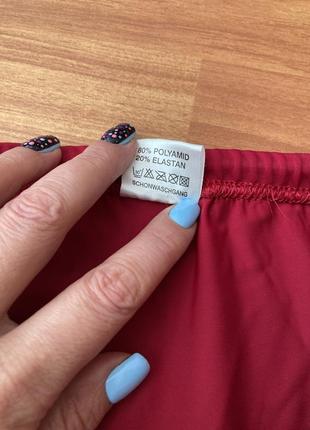 80% POLYAMID
20% ELASTAN
SCHONWASCHGANG